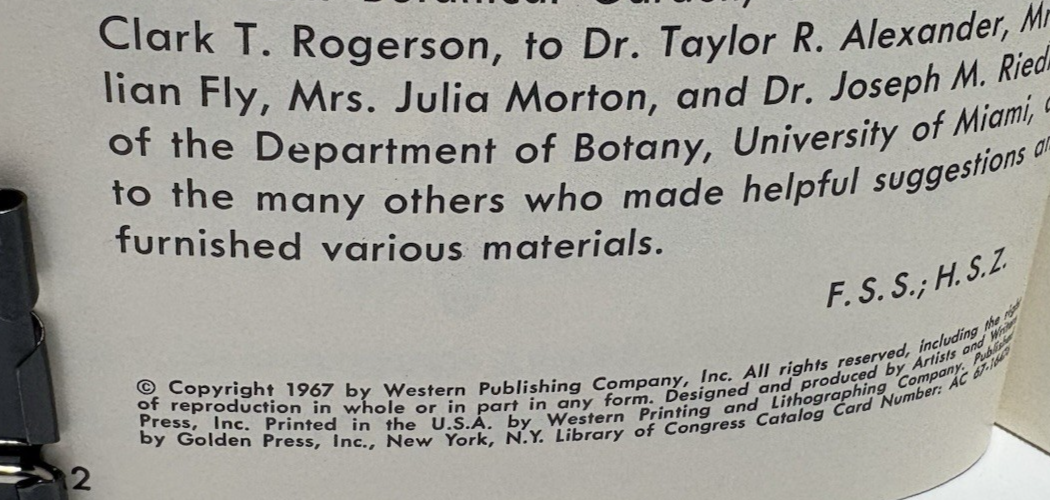 Clark T. Rogerson, to Dr. Taylor R. Alexander,
lian Fly, Mrs. Julia Morton, and Dr. Joseph M.
of the Department of Botany, University of Miami,
to the many others who made helpful suggestions
furnished various materials.
F. S. S.; H. S. Z.
© Copyright 1967 by Western Publishing Company, Inc. All rights reserved, including the
of reproduction in whole or in part in any form. Designed and produced by Artists and
Press, Inc. Printed in the U.S.A. by Western Printing and Lithographing Company.
by Golden Press, Inc., New York, N.Y. Library of Congress Catalog Card Number: AC
2